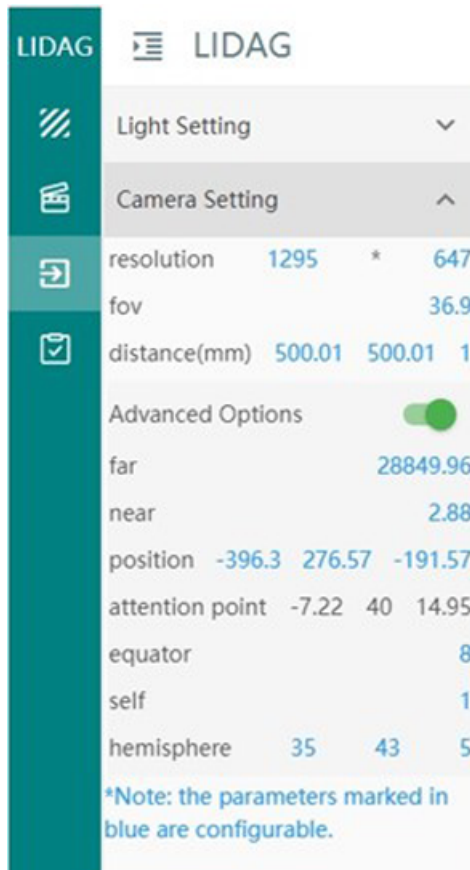 LIDAG LIDAG
Light Setting
Camera Setting
resolution 1295 * 647
fov 36.9
distance(mm) 500.01 500.01 1
Advanced Options
far 28849.96
near 2.88
position -396.3 276.57 -191.57
attention point -7.22 40 14.95
equator 8
self 1
hemisphere 35 43 5
*Note: the parameters marked in
blue are configurable.